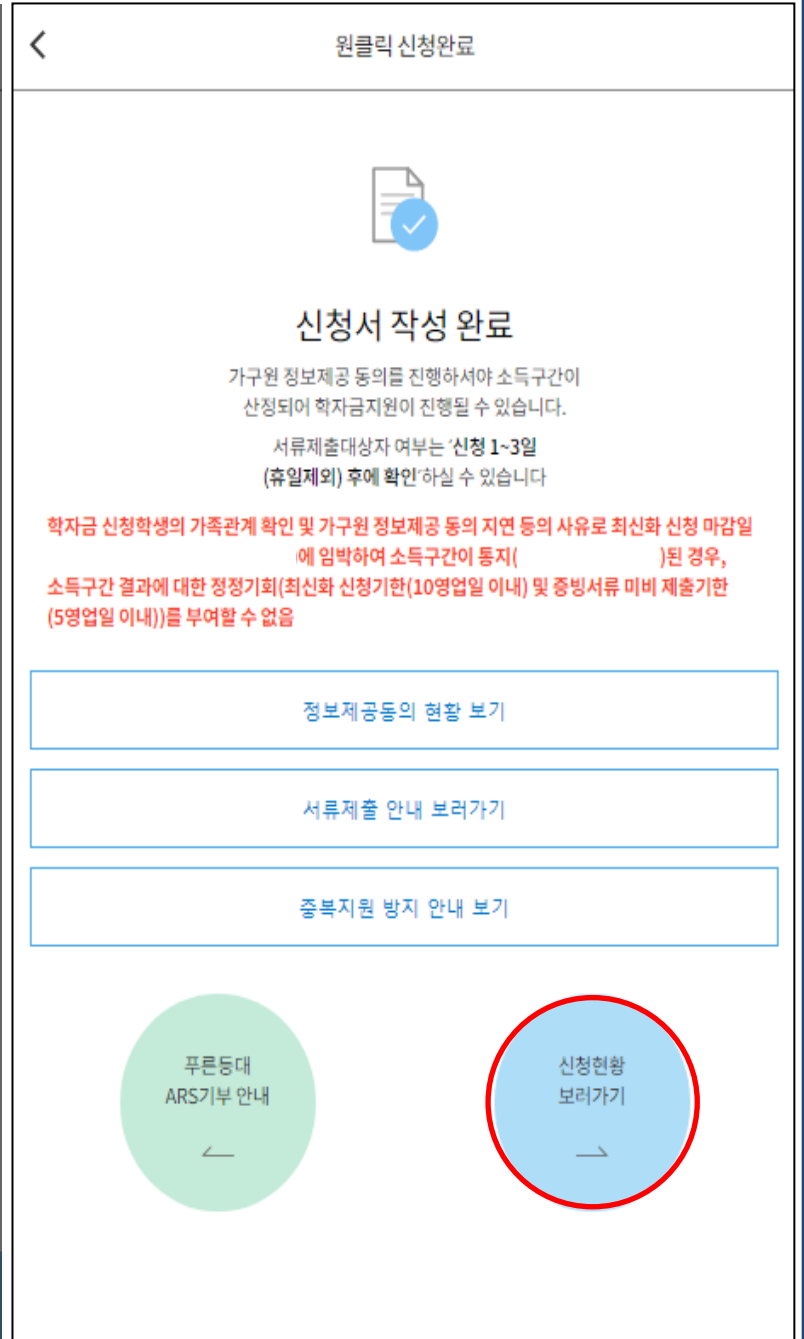 원클릭 신청완료
신청서 작성 완료
가구원 정보제공 동의를 진행하셔야 소득구간이
산정되어 학자금지원이 진행될 수 있습니다.
서류제출대상자 여부는 '신청 1~3일
(휴일제외) 후에 확인'하실 수 있습니다
학자금 신청학생의 가족관계 확인 및 가구원 정보제공 동의 지연 등의 사유로 최신화 신청 마감일
에 임박하여 소득구간이 통지( )된 경우,
소득구간 결과에 대한 정정기회(최신화 신청기한(10영업일 이내) 및 증빙서류 미비 제출기한
(5영업일 이내))를 부여할 수 없음
정보제공동의 현황 보기
서류제출 안내 보러가기
중복지원 방지 안내 보기
푸른등대
ARS기부 안내
신청현황
보러가기